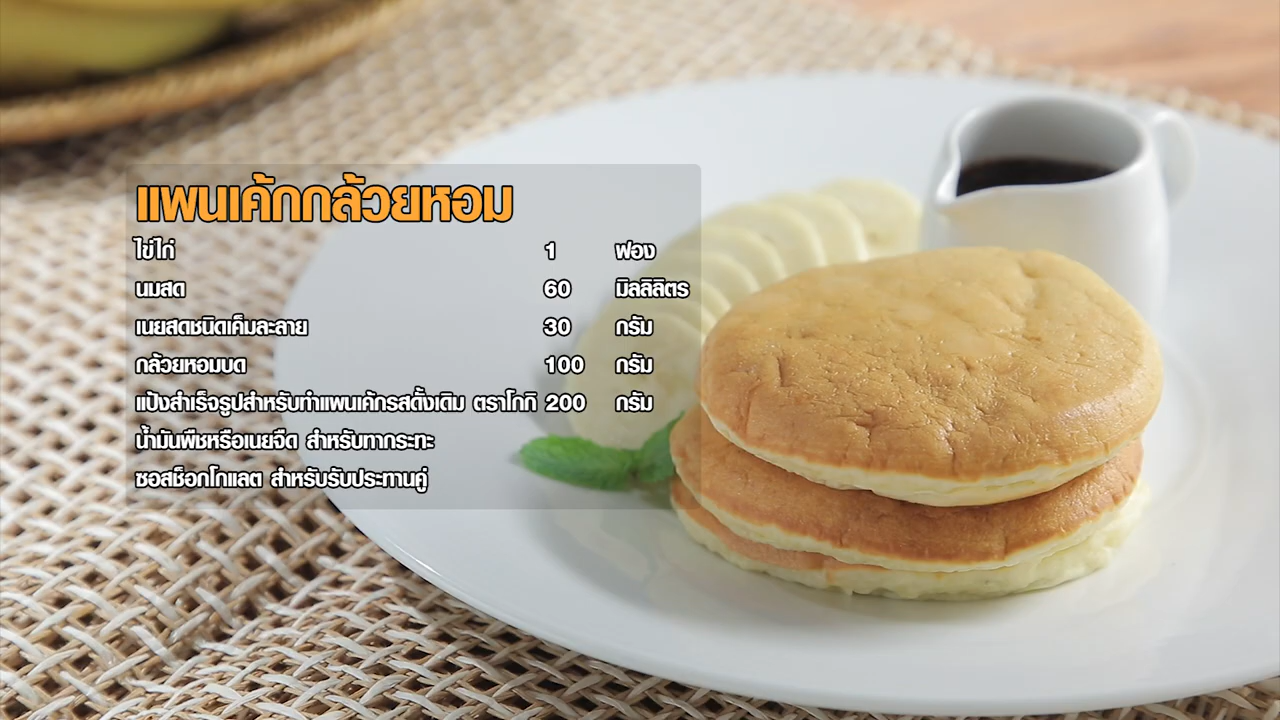 แพนเค้กกล้วยหอม
ไข่ไก่ 1 ฟอง
นมสด 60 มิลลิลิตร
เนยสดชนิดเค็มละลาย 30 กรัม
กล้วยหอมบด 100 กรัม
แป้งสำเร็จรูปสำหรับทำแพนเค้กรสดั้งเดิม ตราโกกิ 200 กรัม
น้ำมันพืชหรือเนยจืด สำหรับทากระทะ
ซอสช็อกโกแลต สำหรับรับประทานคู่